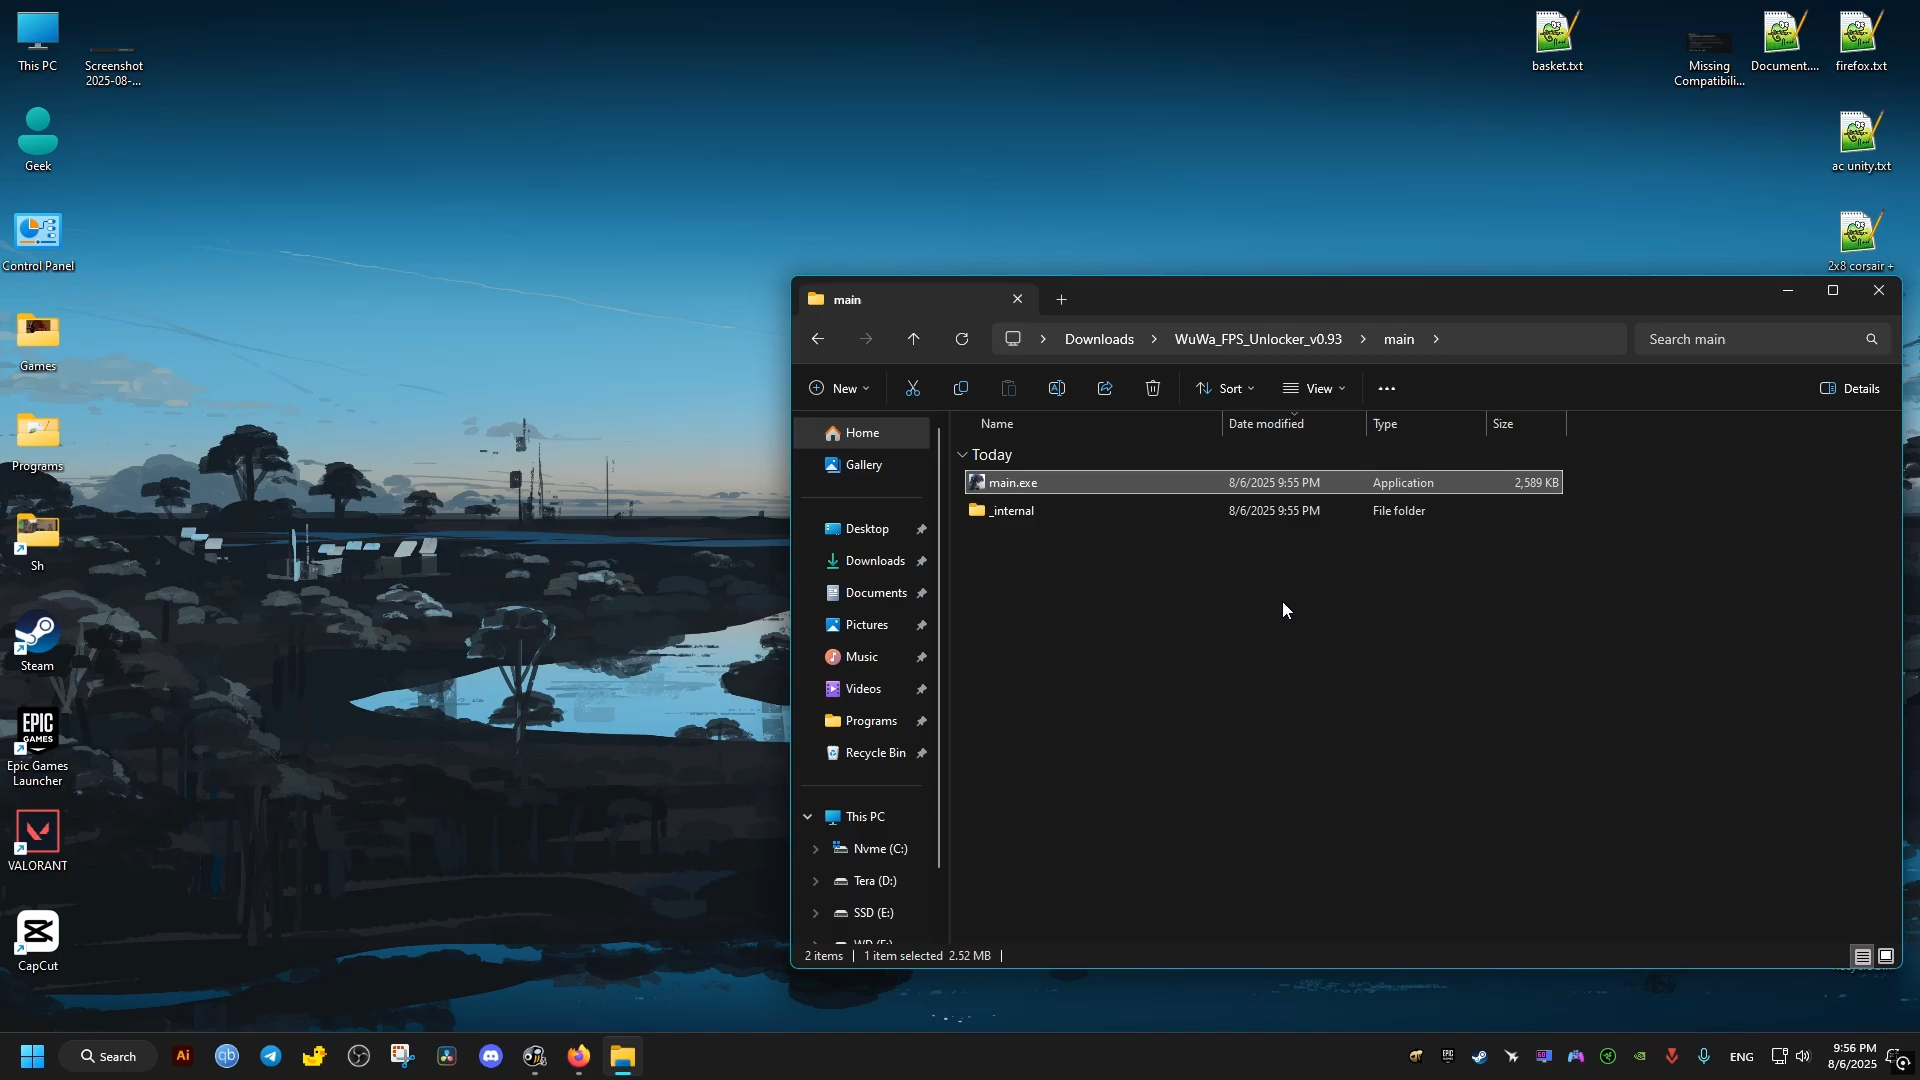 This PC
Screenshot
2025-08-...
Geek
Control Panel
Games
Programs
Sh
Steam
EPIC
GAMES
Epic Games
Launcher
VALORANT
CapCut
basket.txt
Missing
Compatibili...
Document....
firefox.txt
ac unity.txt
2x8 corsair +
main
Downloads
WuWa_FPS_Unlocker_v0.93
main
Search main
New
Sort
View
Details
Home
Gallery
Desktop
Downloads
Documents
Pictures
Music
Videos
Programs
Recycle Bin
This PC
Nvme (C:)
Tera (D:)
SSD (E:)
Name
Date modified
Type
Size
Today
main.exe
8/6/2025 9:55 PM
Application
2,589 KB
_internal
8/6/2025 9:55 PM
File folder
2 items
1 item selected 2.52 MB
Search
Ai
qb
ENG
9:56 PM
8/6/2025